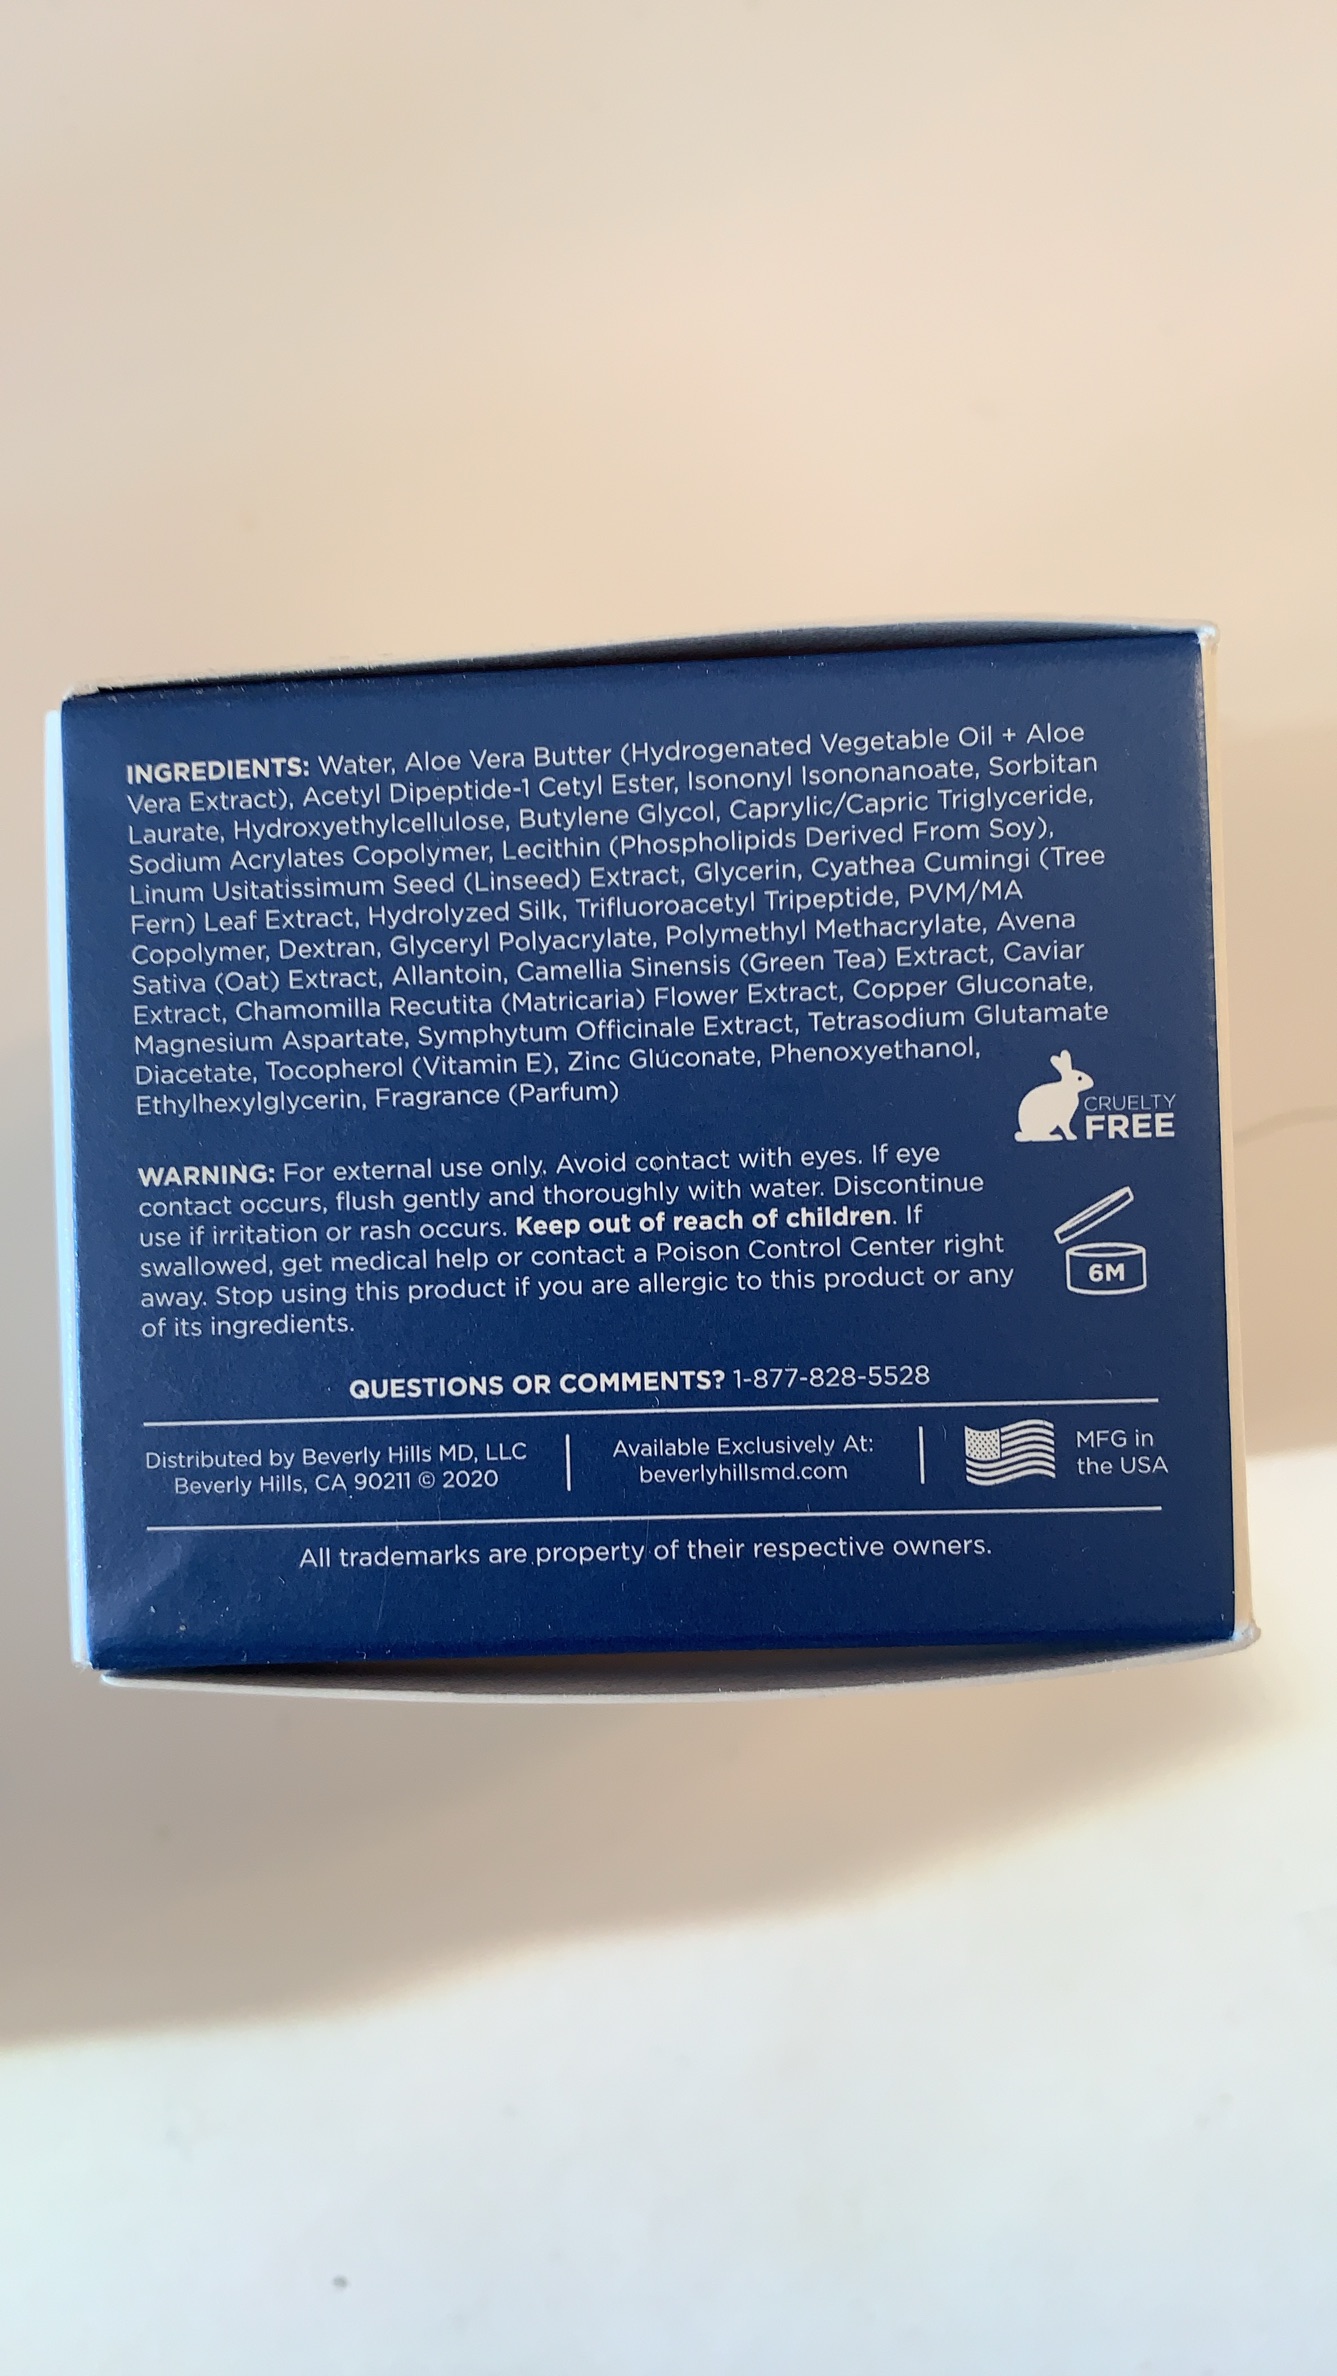 INGREDIENTS: Water, Aloe Vera Butter (Hydrogenated Vegetable Oil + Aloe
Vera Extract), Acetyl Dipeptide-1 Cetyl Ester, Isononyl Isononanoate, Sorbitan
Laurate, Hydroxyethylcellulose, Butylene Glycol, Caprylic/Capric Triglyceride,
Sodium Acrylates Copolymer, Lecithin (Phospholipids Derived From Soy),
Linum Usitatissimum Seed (Linseed) Extract, Glycerin, Cyathea Cumingi (Tree
Fern) Leaf Extract, Hydrolyzed Silk, Trifluoroacetyl Tripeptide, PVM/MA
Copolymer, Dextran, Glyceryl Polyacrylate, Polymethyl Methacrylate, Avena
Sativa (Oat) Extract, Allantoin, Camellia Sinensis (Green Tea) Extract, Caviar
Extract, Chamomilla Recutita (Matricaria) Flower Extract, Copper Gluconate,
Magnesium Aspartate, Symphytum Officinale Extract, Tetrasodium Glutamate
Diacetate, Tocopherol (Vitamin E), Zinc Gluconate, Phenoxyethanol,
Ethylhexylglycerin, Fragrance (Parfum)
CRUELTY
FREE
WARNING: For external use only. Avoid contact with eyes. If eye
contact occurs, flush gently and thoroughly with water. Discontinue
use if irritation or rash occurs. Keep out of reach of children. If
swallowed, get medical help or contact a Poison Control Center right
away. Stop using this product if you are allergic to this product or any
of its ingredients.
6M
QUESTIONS OR COMMENTS? 1-877-828-5528
Distributed by Beverly Hills MD, LLC
Beverly Hills, CA 90211 © 2020
Available Exclusively At:
beverlyhillsmd.com
MFG in
the USA
All trademarks are property of their respective owners.